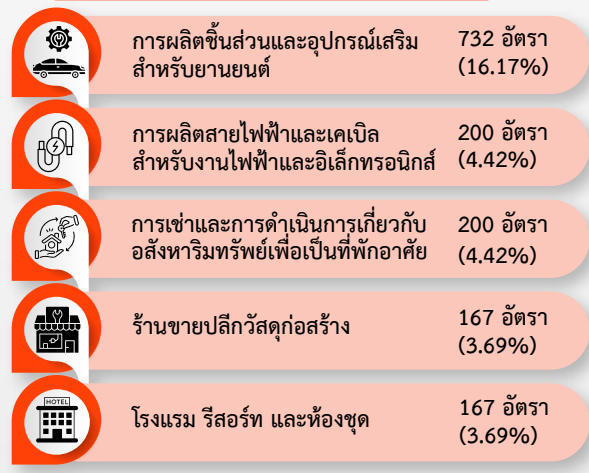 การผลิตชิ้นส่วนและอุปกรณ์เสริม
สำหรับยานยนต์
732 อัตรา
(16.17%)
การผลิตสายไฟฟ้าและเคเบิล
สำหรับงานไฟฟ้าและอิเล็กทรอนิกส์
200 อัตรา
(4.42%)
การเช่าและการดำเนินการเกี่ยวกับ
อสังหาริมทรัพย์เพื่อเป็นที่พักอาศัย
200 อัตรา
(4.42%)
ร้านขายปลีกวัสดุก่อสร้าง
167 อัตรา
(3.69%)
HOTEL
โรงแรม รีสอร์ท และห้องชุด
167 อัตรา
(3.69%)